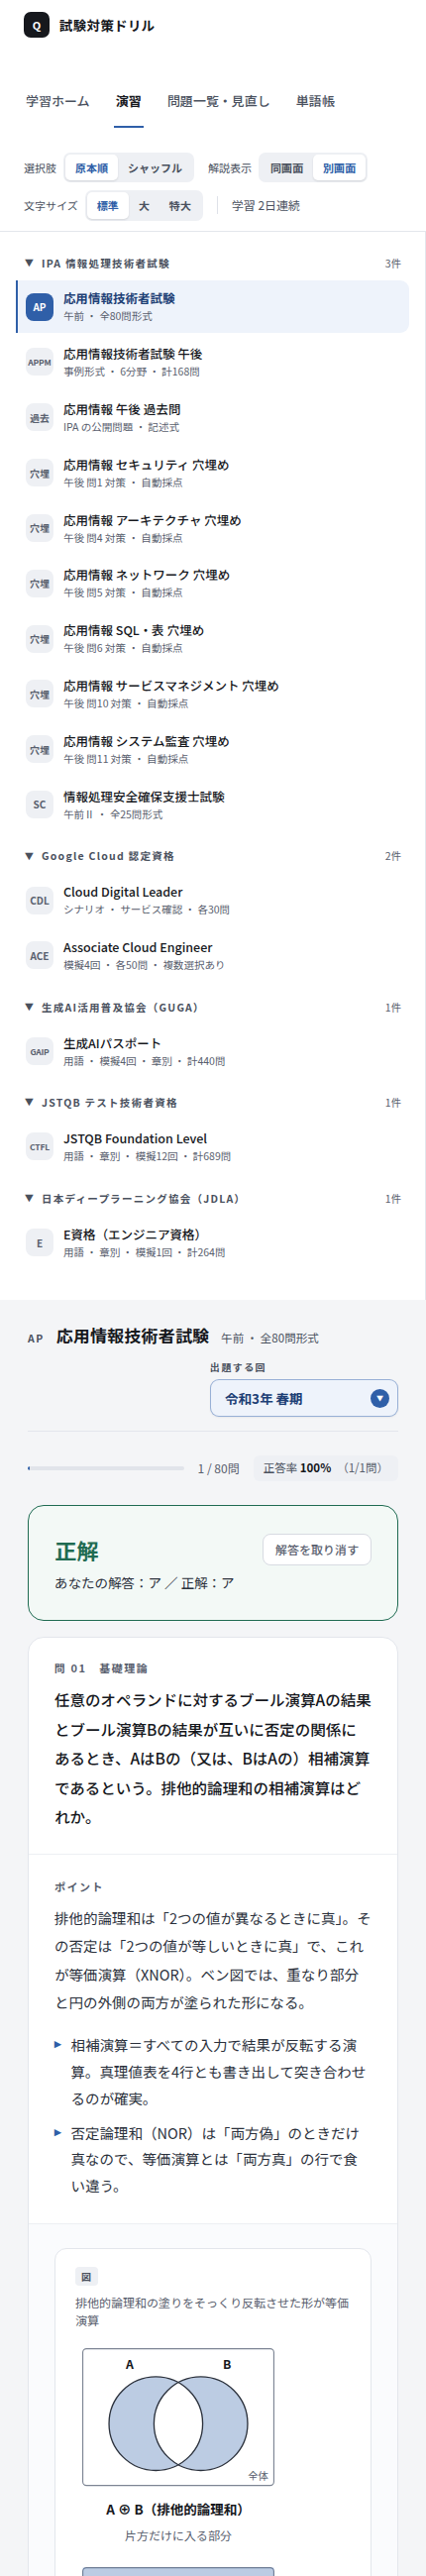 Q 試験対策ドリル
学習ホーム 演習 問題一覧・見直し 単語帳
選択肢 原本順 シャッフル 解説表示 同画面 別画面
文字サイズ 標準 大 特大 学習 2日連続
▼ IPA 情報処理技術者試験 3件
AP 応用情報技術者試験
午前 ・ 全80問形式
APPM 応用情報技術者試験 午後
事例形式 ・ 6分野 ・ 計168問
過去 応用情報 午後 過去問
IPA の公開問題 ・ 記述式
穴埋 応用情報 セキュリティ 穴埋め
午後 問1 対策 ・ 自動採点
穴埋 応用情報 アーキテクチャ 穴埋め
午後 問4 対策 ・ 自動採点
穴埋 応用情報 ネットワーク 穴埋め
午後 問5 対策 ・ 自動採点
穴埋 応用情報 SQL・表 穴埋め
午後 問6 対策 ・ 自動採点
穴埋 応用情報 サービスマネジメント 穴埋め
午後 問10 対策 ・ 自動採点
穴埋 応用情報 システム監査 穴埋め
午後 問11 対策 ・ 自動採点
SC 情報処理安全確保支援士試験
午前Ⅱ ・ 全25問形式
▼ Google Cloud 認定資格 2件
CDL Cloud Digital Leader
シナリオ ・ サービス確認 ・ 各30問
ACE Associate Cloud Engineer
模擬4回 ・ 各50問 ・ 複数選択あり
▼ 生成AI活用普及協会（GUGA） 1件
GAIP 生成AIパスポート
用語 ・ 模擬4回 ・ 章別 ・ 計440問
▼ JSTQB テスト技術者資格 1件
CTFL JSTQB Foundation Level
用語 ・ 章別 ・ 模擬12回 ・ 計689問
▼ 日本ディープラーニング協会（JDLA） 1件
E E資格（エンジニア資格）
用語 ・ 章別 ・ 模擬1回 ・ 計264問
AP 応用情報技術者試験 午前 ・ 全80問形式
出題する回
令和3年 春期 ▼
1 / 80問 正答率 100% （1/1問）
正解 解答を取り消す
あなたの解答：ア ／ 正解：ア
問 01 基礎理論
任意のオペランドに対するブール演算Aの結果
とブール演算Bの結果が互いに否定の関係に
あるとき、AはBの（又は、BはAの）相補演算
であるという。排他的論理和の相補演算はど
れか。
ポイント
排他的論理和は「2つの値が異なるときに真」。そ
の否定は「2つの値が等しいときに真」で、これ
が等価演算（XNOR）。ベン図では、重なり部分
と円の外側の両方が塗られた形になる。
▶ 相補演算＝すべての入力で結果が反転する演
算。真理値表を4行とも書き出して突き合わせ
るのが確実。
▶ 否定論理和（NOR）は「両方偽」のときだけ
真なので、等価演算とは「両方真」の行で食
い違う。
図
排他的論理和の塗りをそっくり反転させた形が等価
演算
A B
全体
A ⊕ B（排他的論理和）
片方だけに入る部分